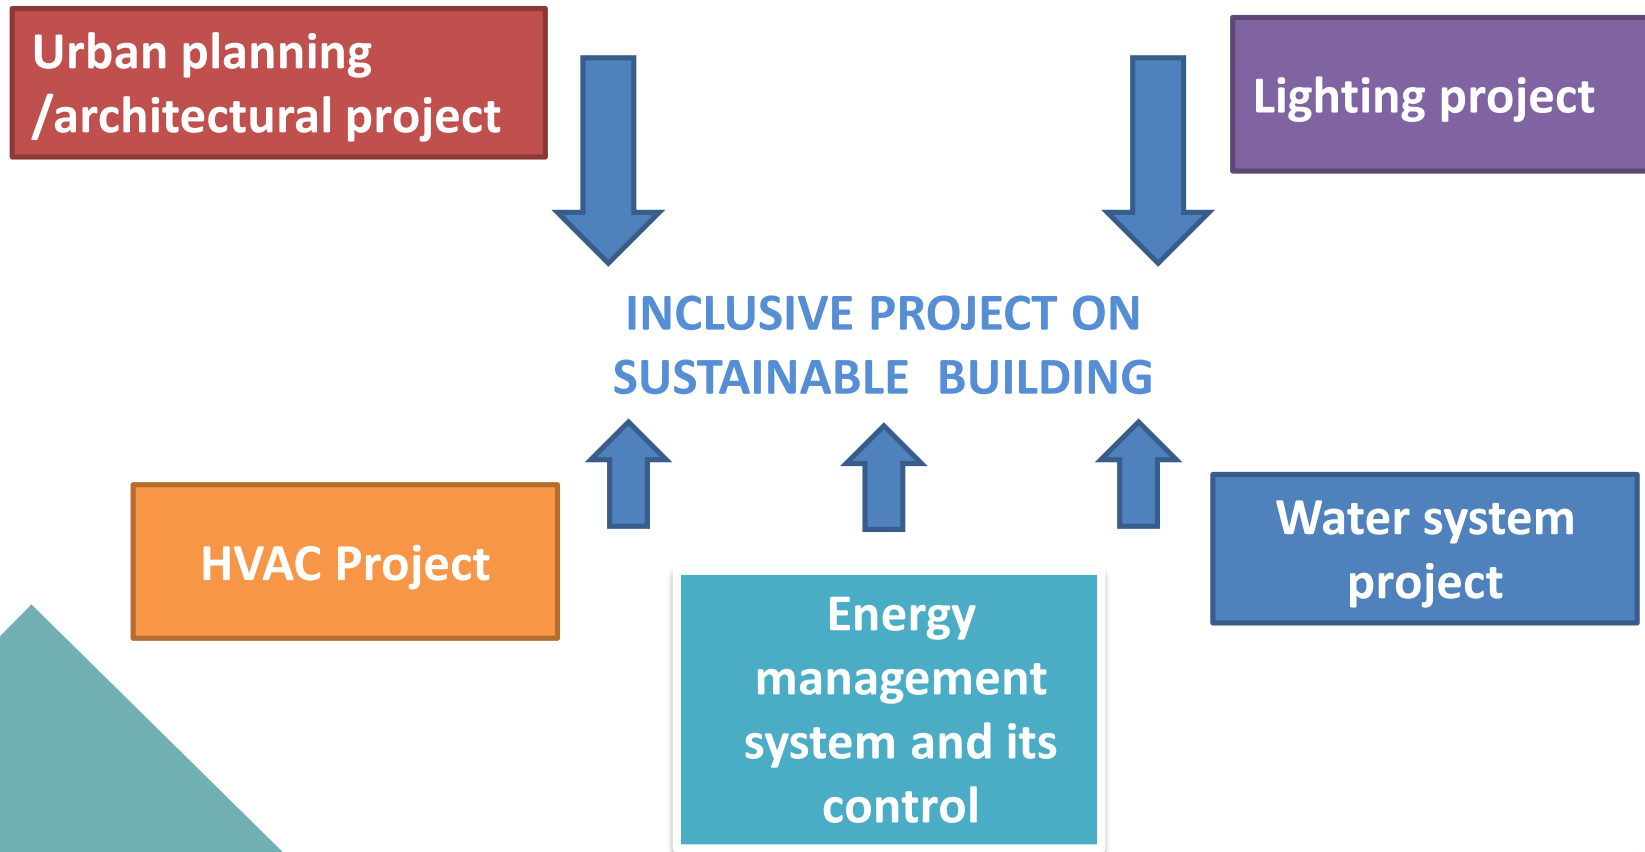 Urban planning
/architectural project
Lighting project
INCLUSIVE PROJECT ON
SUSTAINABLE  BUILDING
HVAC Project
Energy
management
system and its
control
Water system
project